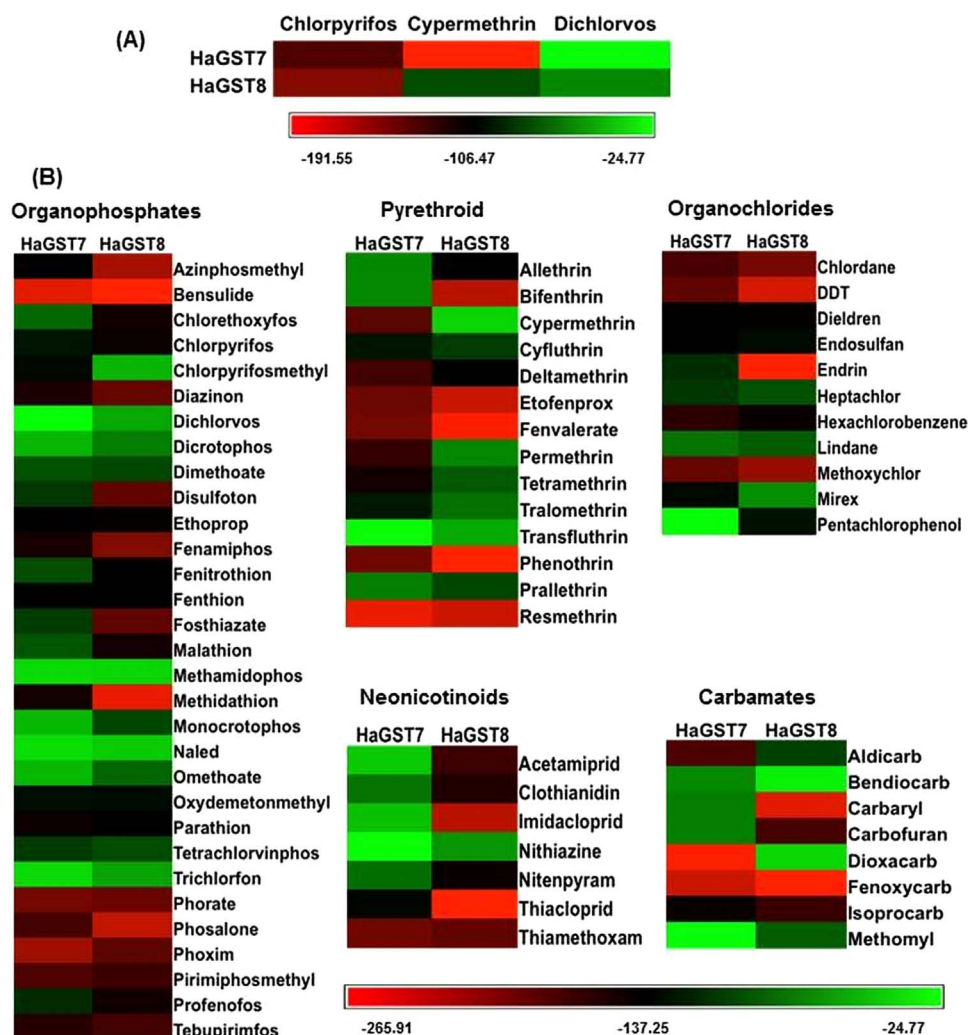 (A)
Chlorpyrifos Cypermethrin Dichlorvos
HaGST7
HaGST8
-191.55 -106.47 -24.77
(B)
Organophosphates
HaGST7 HaGST8
Azinphosmethyl
Bensulide
Chlorethoxyfos
Chlorpyrifos
Chlorpyrifosmethyl
Diazinon
Dichlorvos
Dicrotophos
Dimethoate
Disulfoton
Ethoprop
Fenamiphos
Fenitrothion
Fenthion
Fosthiazate
Malathion
Methamidophos
Methidathion
Monocrotophos
Naled
Omethoate
Oxydemetonmethyl
Parathion
Tetrachlorvinphos
Trichlorfon
Phorate
Phosalone
Phoxim
Pirimiphosmethyl
Profenofos
Tebupirimfos
Pyrethroid
HaGST7 HaGST8
Allethrin
Bifenthrin
Cypermethrin
Cyfluthrin
Deltamethrin
Etofenprox
Fenvalerate
Permethrin
Tetramethrin
Tralomethrin
Transfluthrin
Phenothrin
Prallethrin
Resmethrin
Organochlorides
HaGST7 HaGST8
Chlordane
DDT
Dieldren
Endosulfan
Endrin
Heptachlor
Hexachlorobenzene
Lindane
Methoxychlor
Mirex
Pentachlorophenol
Neonicotinoids
HaGST7 HaGST8
Acetamiprid
Clothianidin
Imidacloprid
Nithiazine
Nitenpyram
Thiacloprid
Thiamethoxam
Carbamates
HaGST7 HaGST8
Aldicarb
Bendiocarb
Carbaryl
Carbofuran
Dioxacarb
Fenoxycarb
Isoprocarb
Methomyl
-265.91 -137.25 -24.77